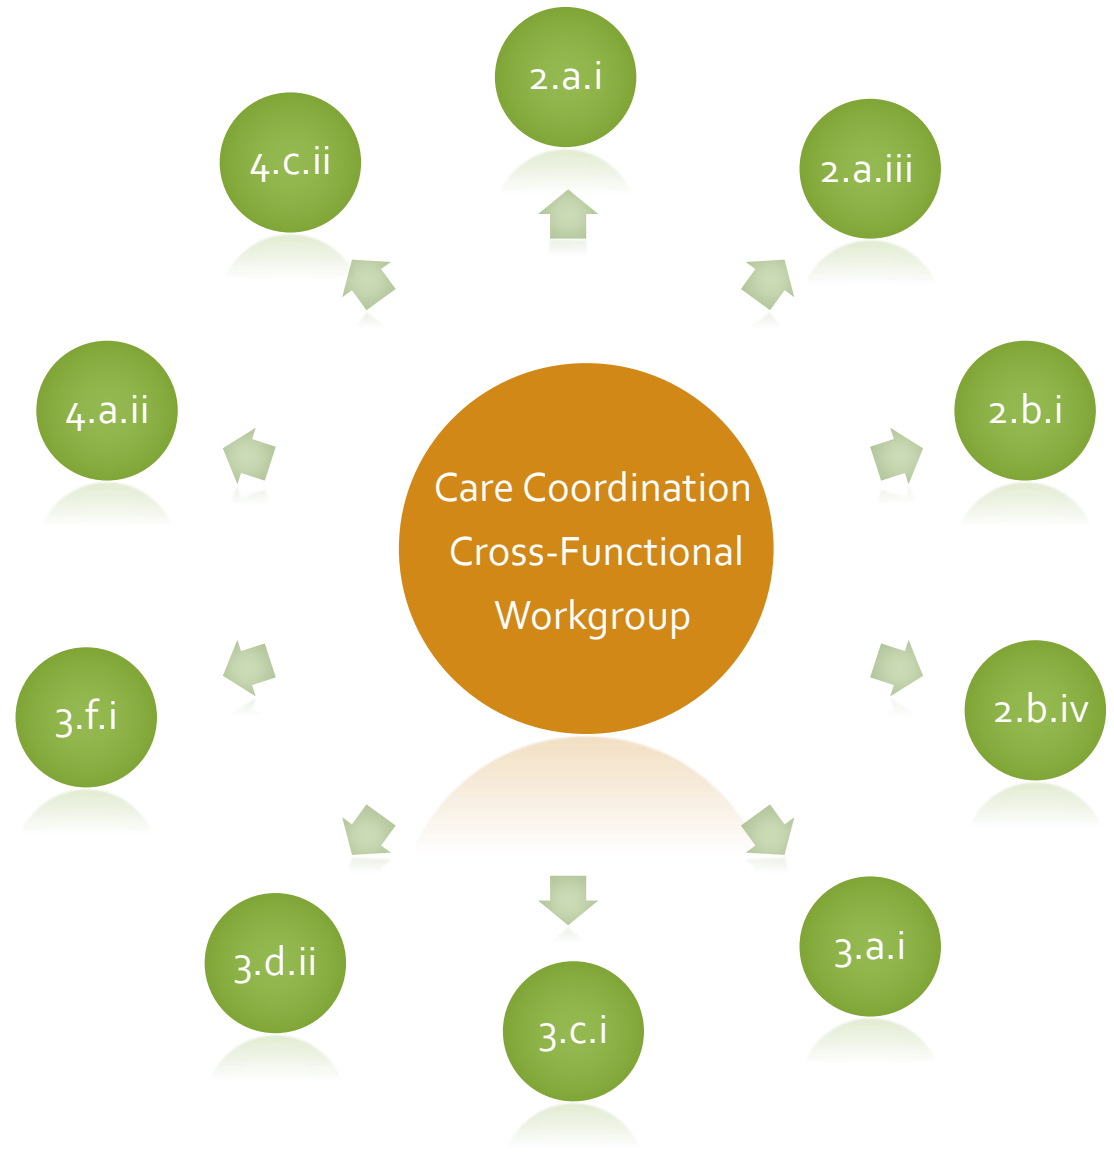 2.a.i
2.a.iii
2.b.i
2.b.iv
3.a.i
3.c.i
3.d.ii
3.f.i
4.a.ii
4.c.ii
Care Coordination
Cross-Functional
Workgroup